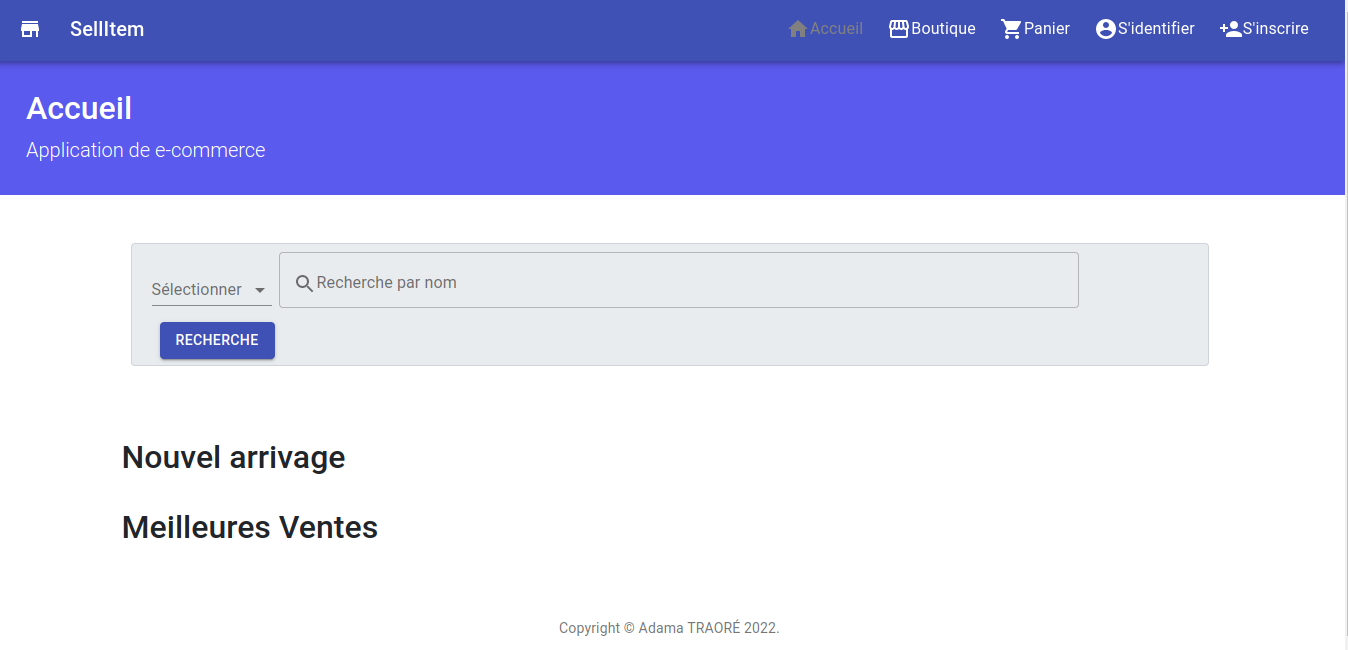 SellItem Accueil Boutique Panier S'identifier S'inscrire
Accueil
Application de e-commerce
Sélectionner Recherche par nom
RECHERCHE
Nouvel arrivage
Meilleures Ventes
Copyright © Adama TRAORÉ 2022.